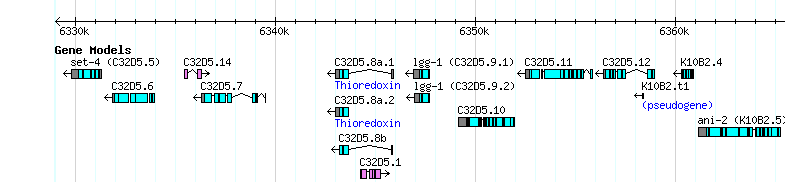 6330k 6340k 6350k 6360k
Gene Models
set-4 (C32D5.5) C32D5.14 C32D5.8a.1 lgg-1 (C32D5.9.1) C32D5.11 C32D5.12 K10B2.4
C32D5.6 C32D5.7 Thioredoxin lgg-1 (C32D5.9.2) K10B2.t1
C32D5.8a.2 (pseudogene)
Thioredoxin C32D5.10 ani-2 (K10B2.5)
C32D5.8b
C32D5.1